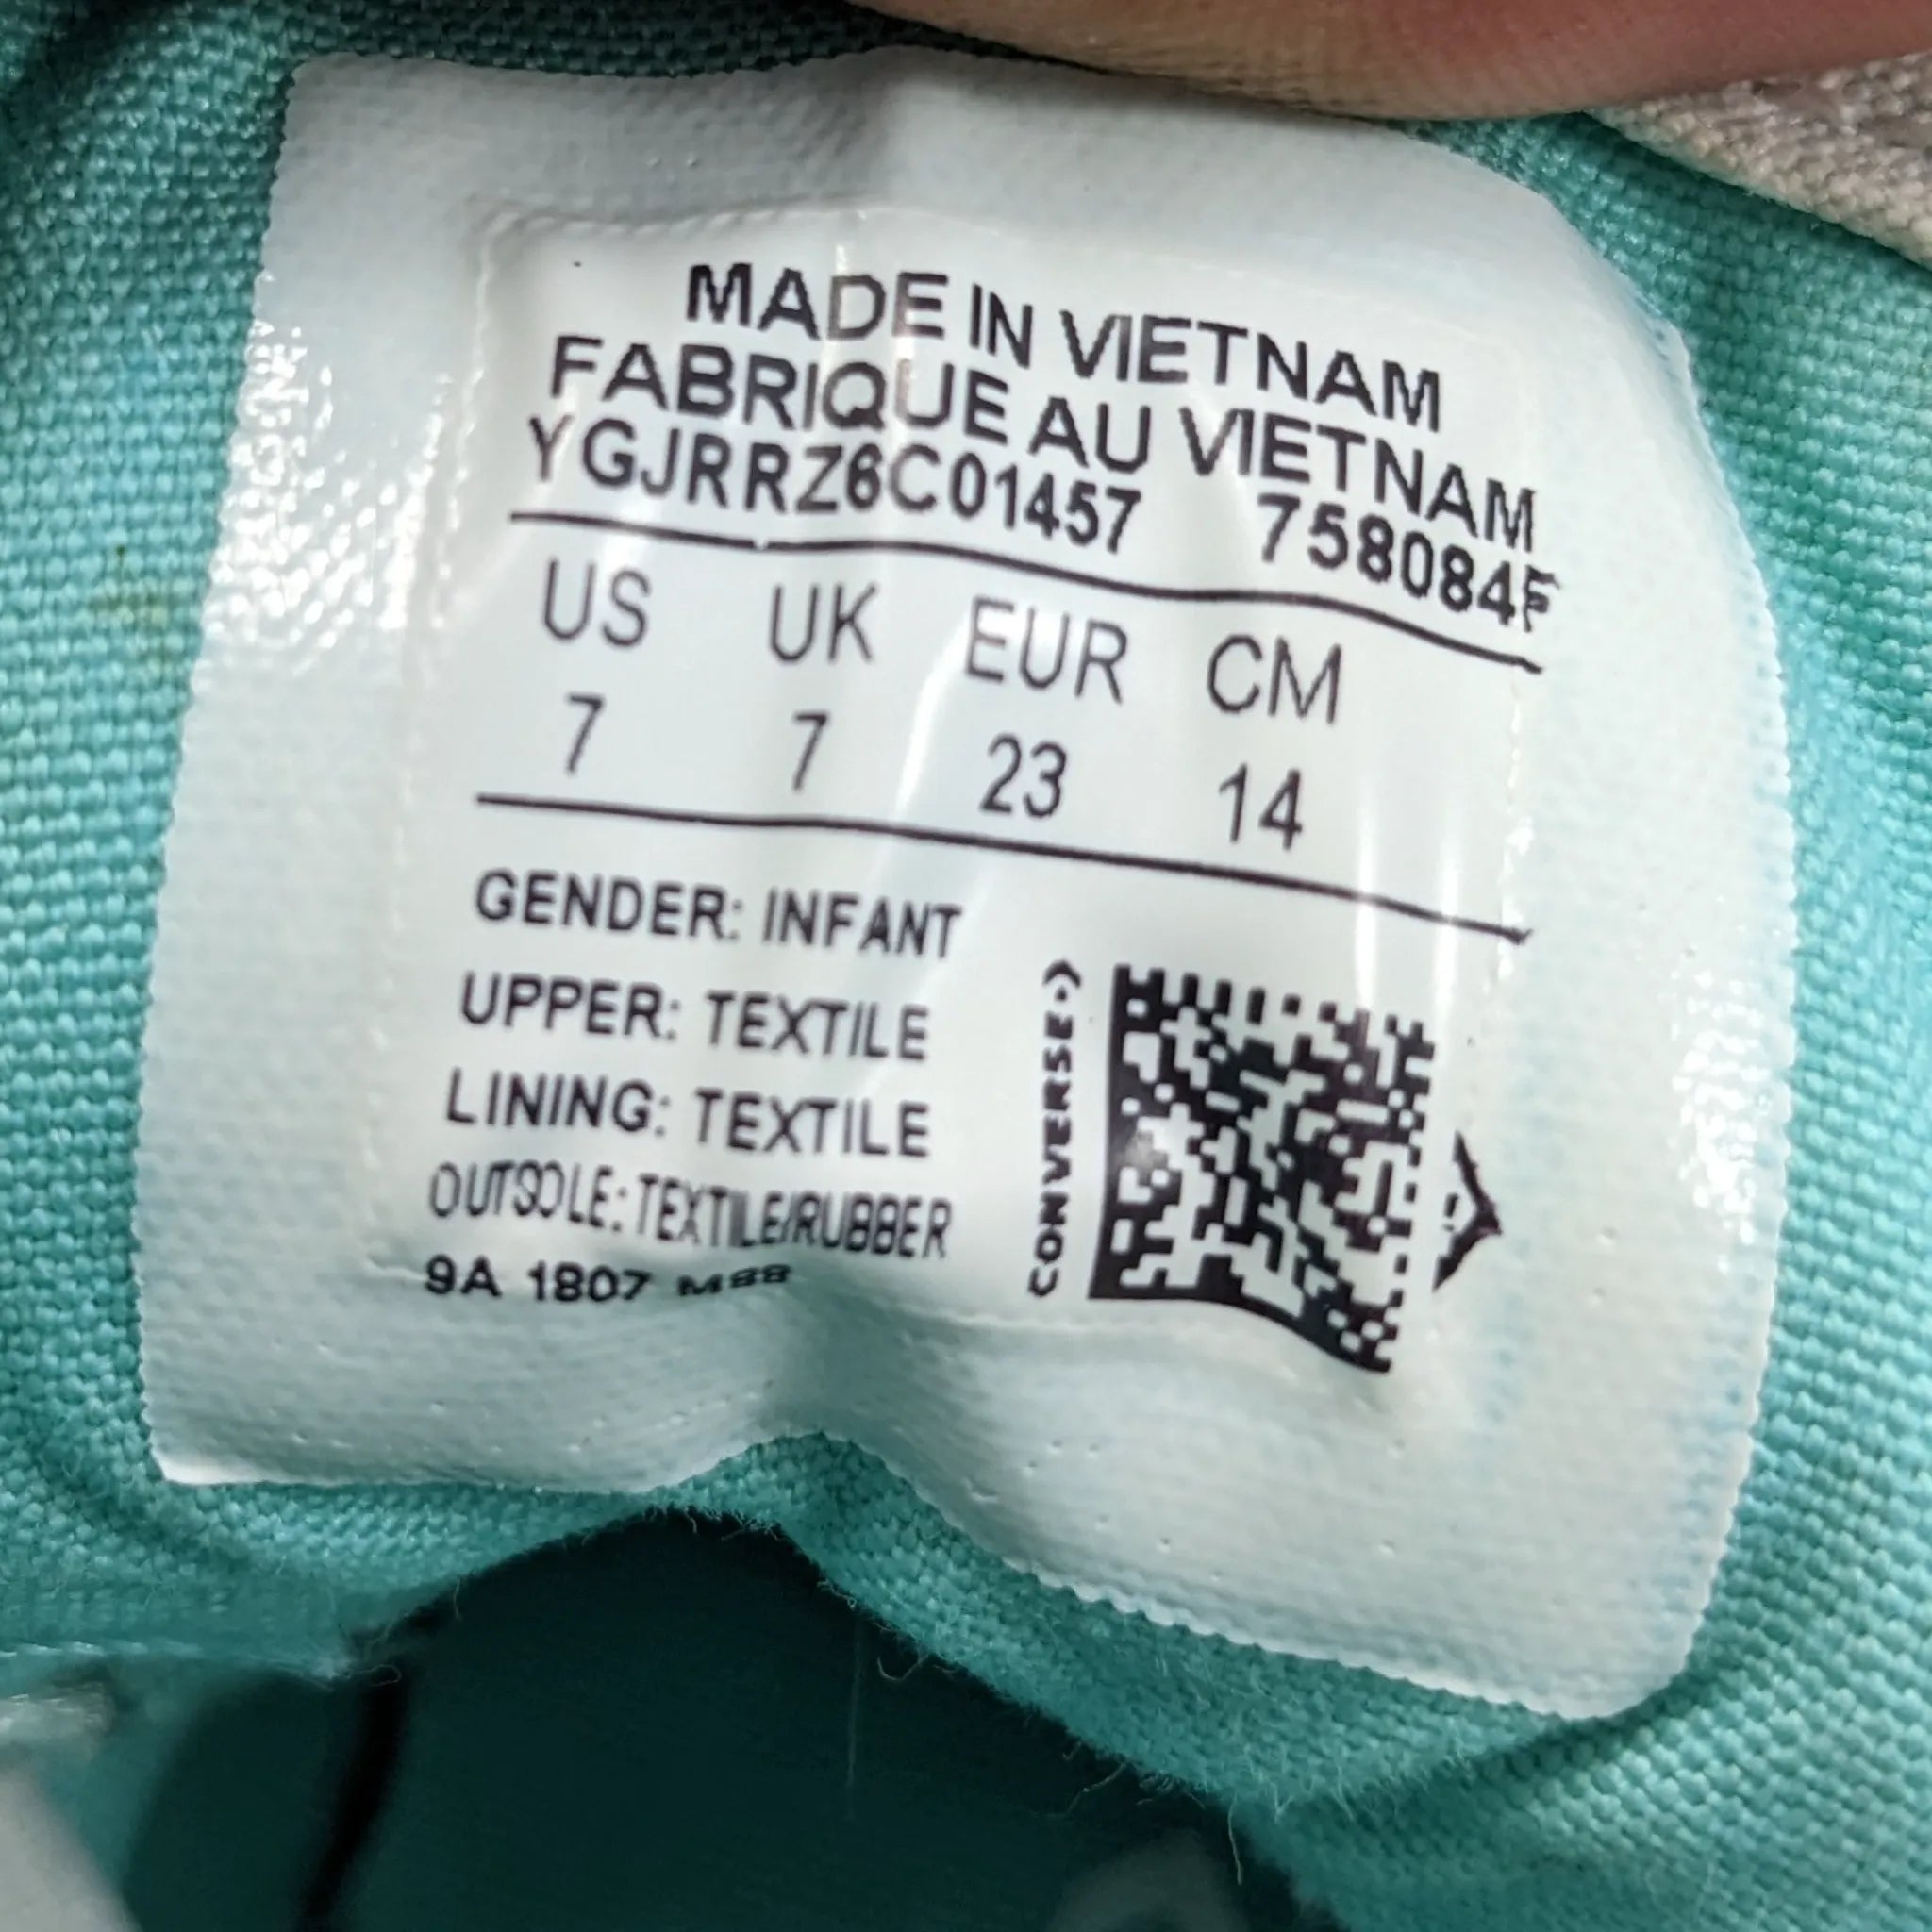 MADE IN VIETNAM
FABRIQUE AU VIETNAM
YGJRRZ6C01457 758084F
US UK EUR CM
7 7 23 14
GENDER: INFANT
UPPER: TEXTILE
LINING: TEXTILE
OUTSOLE: TEXTILE/RUBBER
9A 1807
CONVERSE